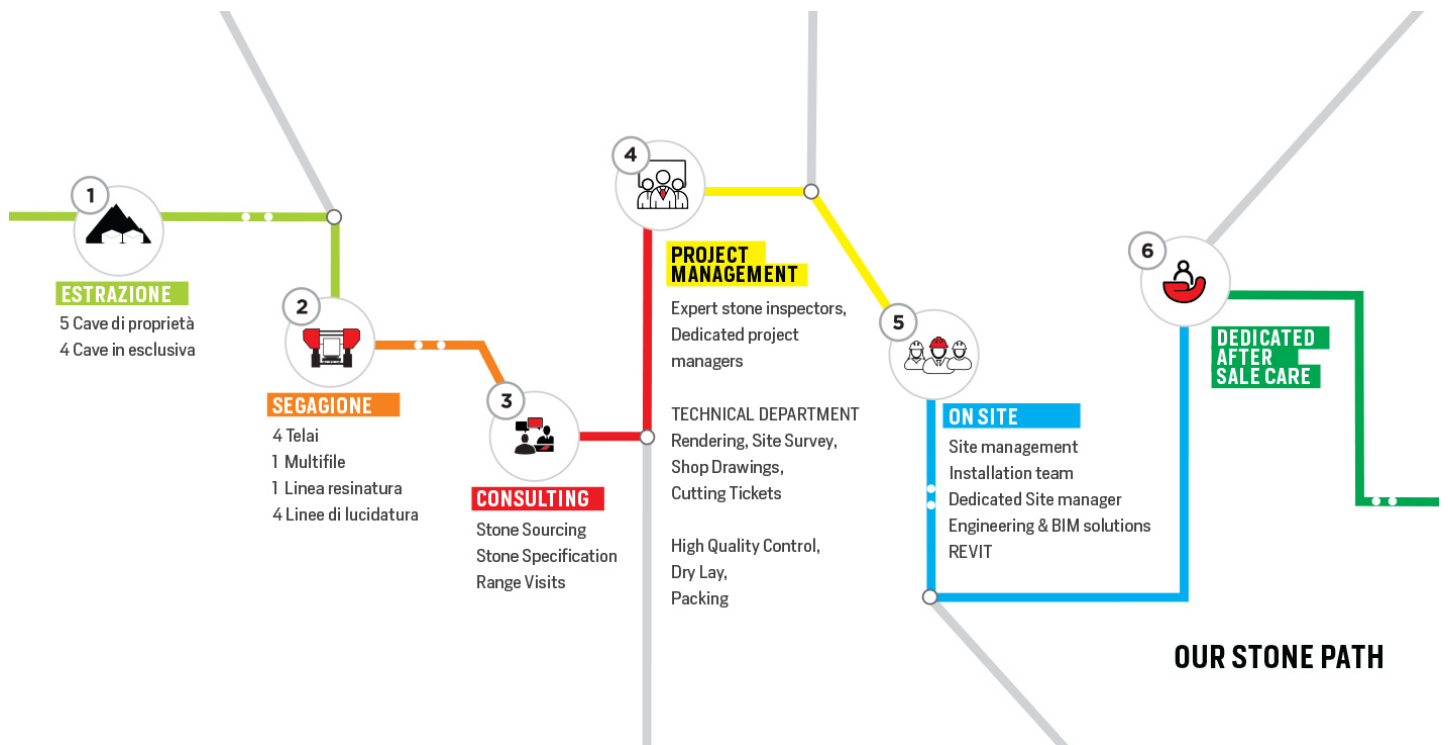 1
ESTRAZIONE
5 Cave di proprietà
4 Cave in esclusiva
2
SEGAGIONE
4 Telai
1 Multifile
1 Linea resinatura
4 Linee di lucidatura
3
CONSULTING
Stone Sourcing
Stone Specification
Range Visits
4
PROJECT
MANAGEMENT
Expert stone inspectors,
Dedicated project
managers
TECHNICAL DEPARTMENT
Rendering, Site Survey,
Shop Drawings,
Cutting Tickets
High Quality Control,
Dry Lay,
Packing
5
ON SITE
Site management
Installation team
Dedicated Site manager
Engineering & BIM solutions
REVIT
6
DEDICATED
AFTER
SALE CARE
OUR STONE PATH